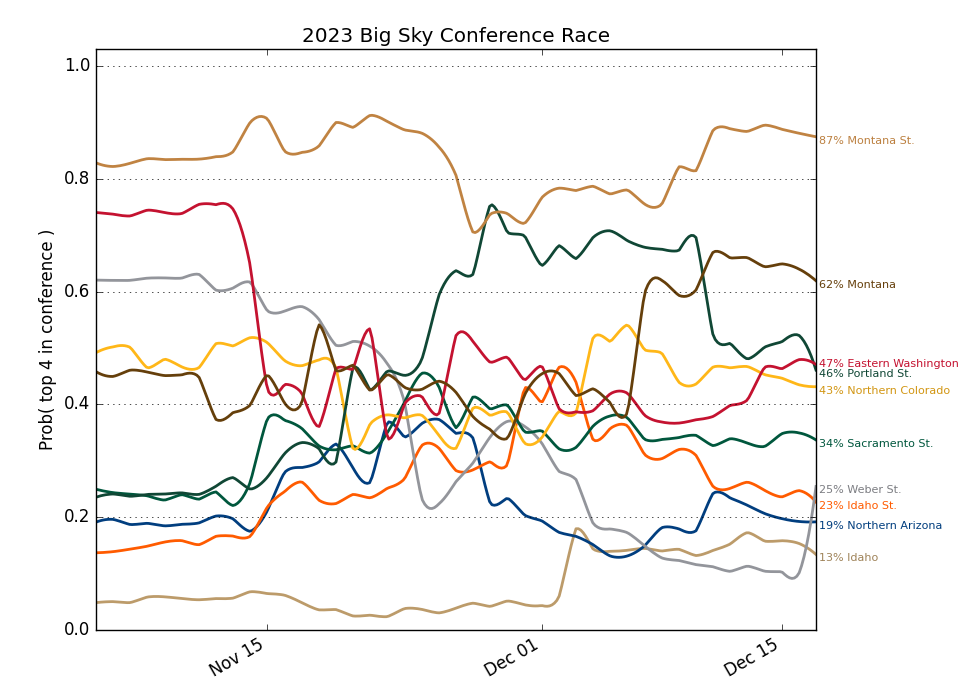 2023 Big Sky Conference Race
Prob( top 4 in conference )
1.0
0.8
0.6
0.4
0.2
0.0
Nov 15
Dec 01
Dec 15
87% Montana St.
62% Montana
47% Eastern Washington
46% Portland St.
43% Northern Colorado
34% Sacramento St.
25% Weber St.
23% Idaho St.
19% Northern Arizona
13% Idaho